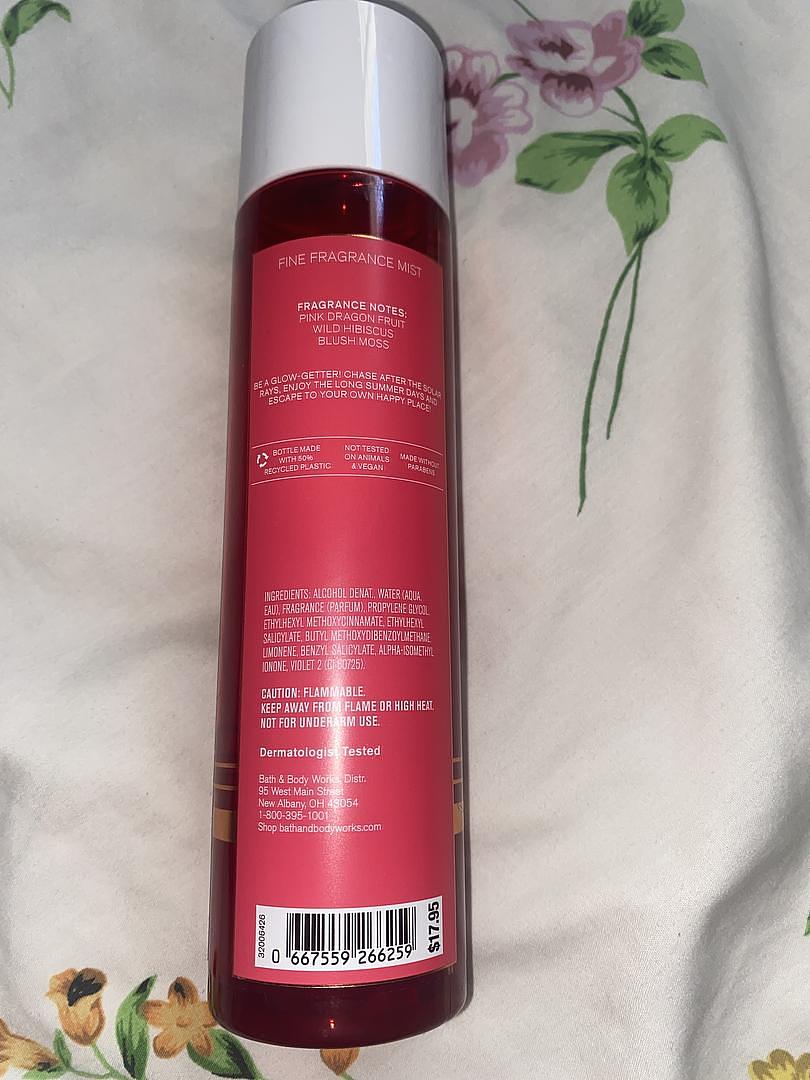 FINE FRAGRANCE MIST
FRAGRANCE NOTES:
PINK DRAGON FRUIT
WILD HIBISCUS
BLUSH MOSS
BE A GLOW-GETTER! CHASE AFTER THE SOLAR
RAYS, ENJOY THE LONG SUMMER DAYS AND
ESCAPE TO YOUR OWN HAPPY PLACE!
BOTTLE MADE
WITH 50%
RECYCLED PLASTIC
NOT TESTED
ON ANIMALS
& VEGAN
MADE WITHOUT
PARABENS
INGREDIENTS: ALCOHOL DENAT., WATER (AQUA,
EAU), FRAGRANCE (PARFUM), PROPYLENE GLYCOL,
ETHYLHEXYL METHOXYCINNAMATE, ETHYLHEXYL
SALICYLATE, BUTYL METHOXYDIBENZOYLMETHANE,
LIMONENE, BENZYL SALICYLATE, ALPHA-ISOMETHYL
IONONE, VIOLET 2 (CI 60725).
CAUTION: FLAMMABLE.
KEEP AWAY FROM FLAME OR HIGH HEAT.
NOT FOR UNDERARM USE.
Dermatologist Tested
Bath & Body Works, Distr.
95 West Main Street
New Albany, OH 43054
1-800-395-1001
Shop bathandbodyworks.com
32006426
0 667559 266259
$17.95